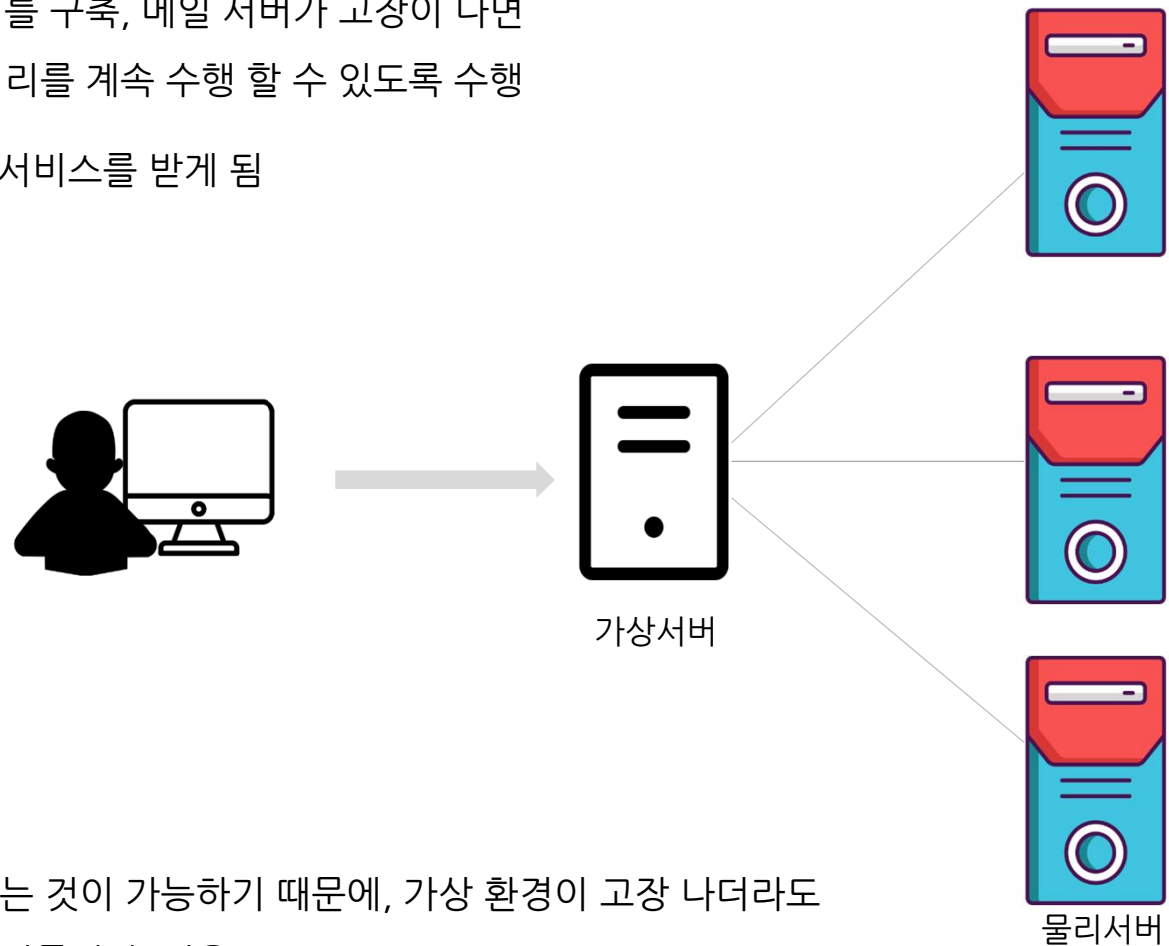 를 구축, 메일 서버가 고장이 나면
리를 계속 수행 할 수 있도록 수행
서비스를 받게 됨
가상서버
는 것이 가능하기 때문에, 가상 환경이 고장 나더라도
물리서버